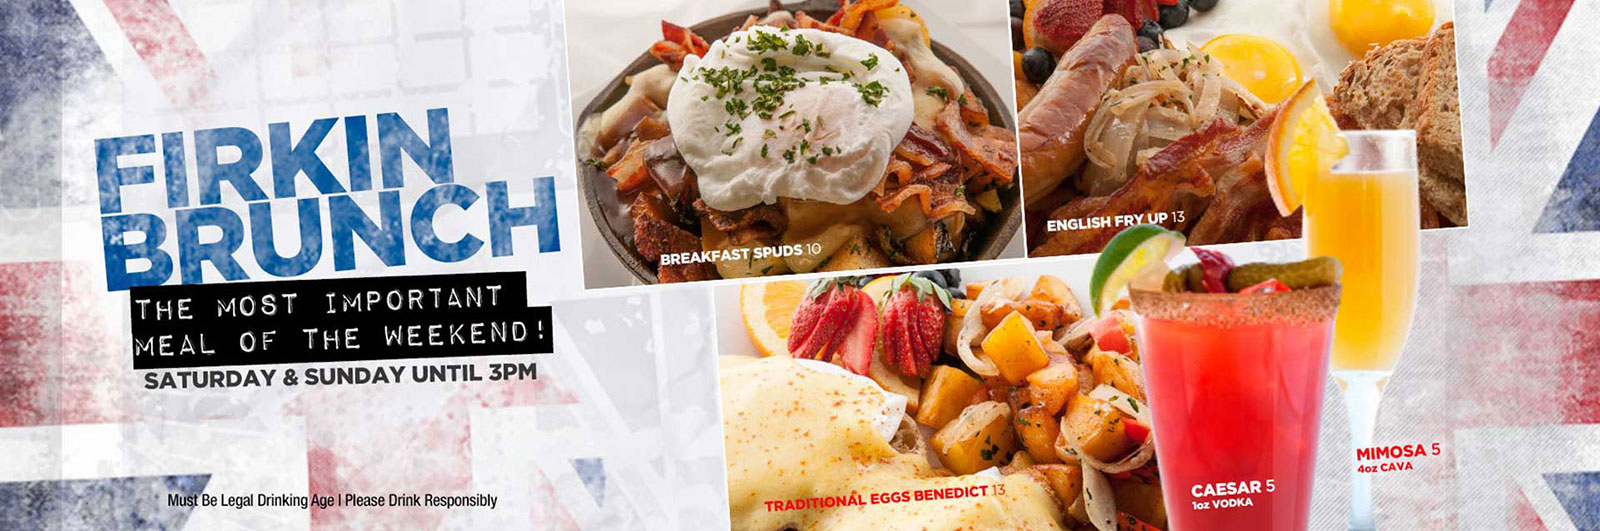 FIRKIN
BRUNCH
THE MOST IMPORTANT
MEAL OF THE WEEKEND!
SATURDAY & SUNDAY UNTIL 3PM
Must Be Legal Drinking Age | Please Drink Responsibly
BREAKFAST SPUDS 10
ENGLISH FRY UP 13
TRADITIONAL EGGS BENEDICT 13
CAESAR 5
1oz VODKA
MIMOSA 5
4oz CAVA